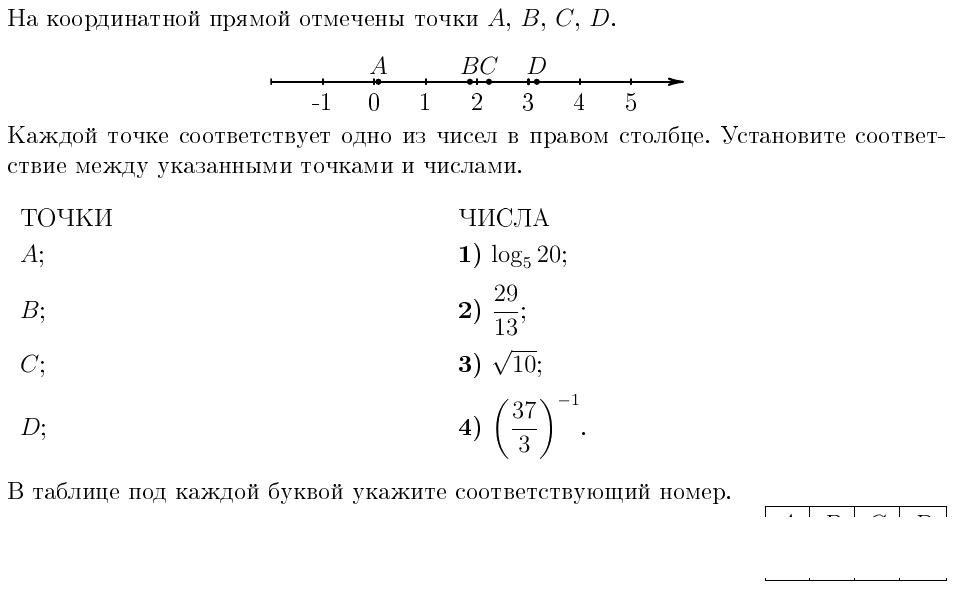 На координатной прямой отмечены точки A, B, C, D.
A B C D
-1 0 1 2 3 4 5
Каждой точке соответствует одно из чисел в правом столбце. Установите соответ-
ствие между указанными точками и числами.
ТОЧКИ ЧИСЛА
A; 1) log₅ 20;
B; 2) 29/13;
C; 3) √10;
D; 4) (37/3)⁻¹.
В таблице под каждой буквой укажите соответствующий номер.